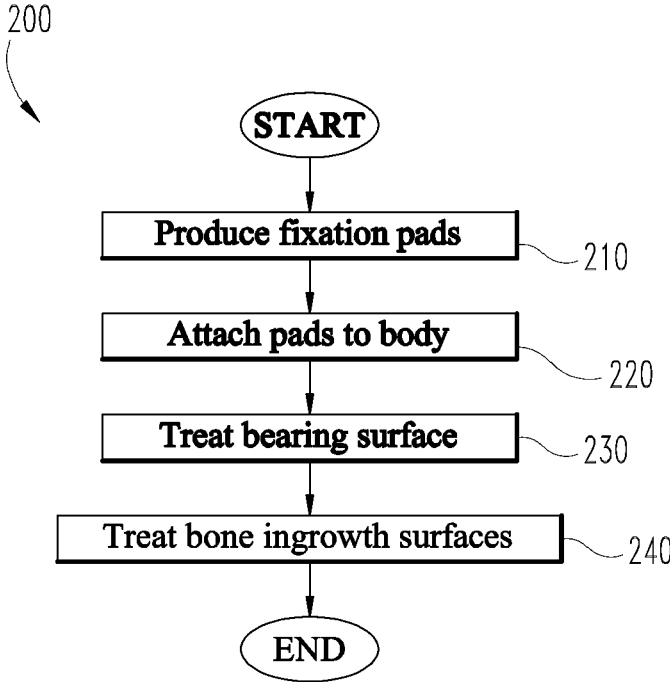 200
START
Produce fixation pads
210
Attach pads to body
220
Treat bearing surface
230
Treat bone ingrowth surfaces
240
END